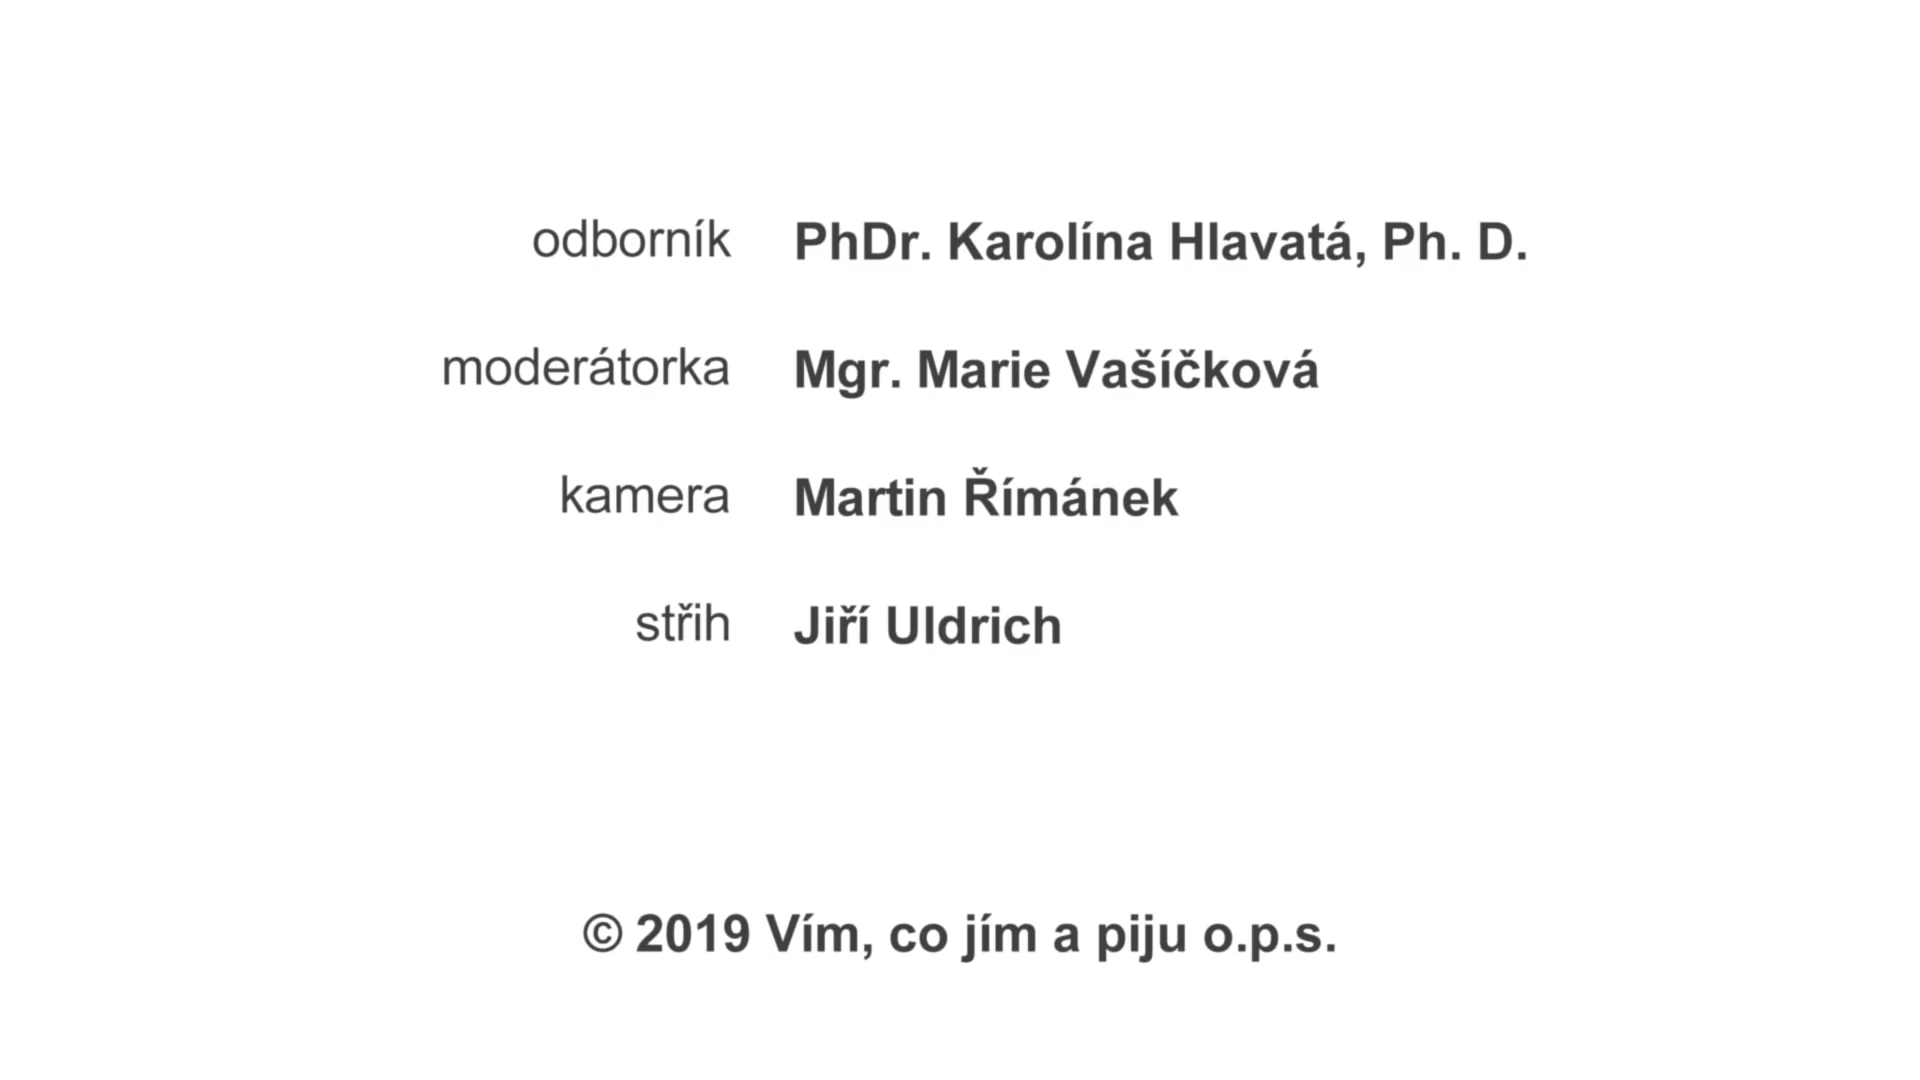 odborník PhDr. Karolína Hlavatá, Ph. D.
moderátorka Mgr. Marie Vašíčková
kamera Martin Římánek
střih Jiří Uldrich
© 2019 Vím, co jím a piju o.p.s.